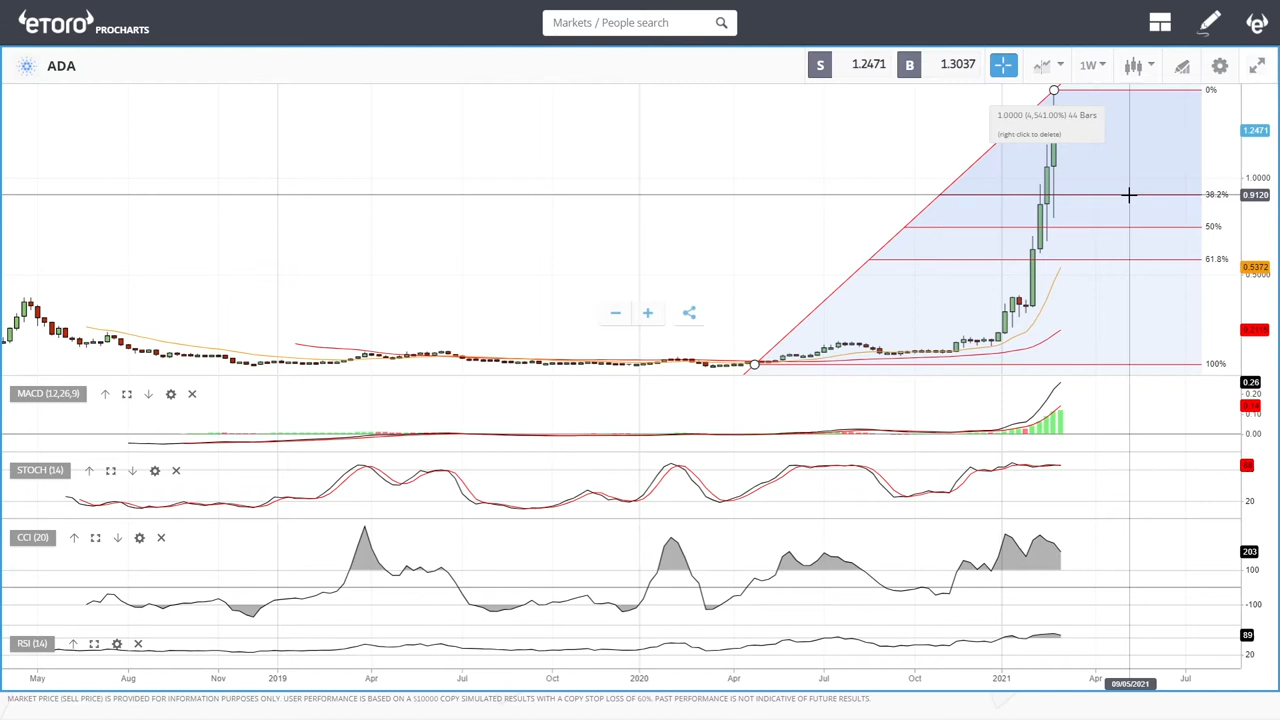 eToro PROCHARTS
Markets / People search
ADA
S 1.2471 B 1.3037 1W
1.0000 (4,541.00%) 44 Bars
(right click to delete)
0%
1.2471
1.0000
38.2% 0.9120
50%
61.8%
0.5372
0.5000
100%
MACD (12,26,9)
0.26
0.20
0.10
0.00
STOCH (14)
20
CCI (20)
203
100
-100
RSI (14)
89
20
May Aug Nov 2019 Apr Jul Oct 2020 Apr Jul Oct 2021 Apr Jul
09/05/2021
MARKET PRICE (SELL PRICE) IS PROVIDED FOR INFORMATION PURPOSES ONLY. USER PERFORMANCE IS BASED ON A $10000 COPY SIMULATED RESULTS WITH A COPY STOP LOSS OF 60%. PAST PERFORMANCE IS NOT INDICATIVE OF FUTURE RESULTS.